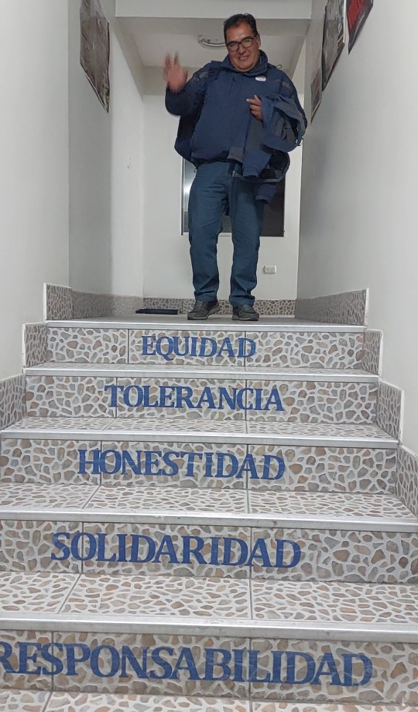 EQUIDAD
TOLERANCIA
HONESTIDAD
SOLIDARIDAD
RESPONSABILIDAD